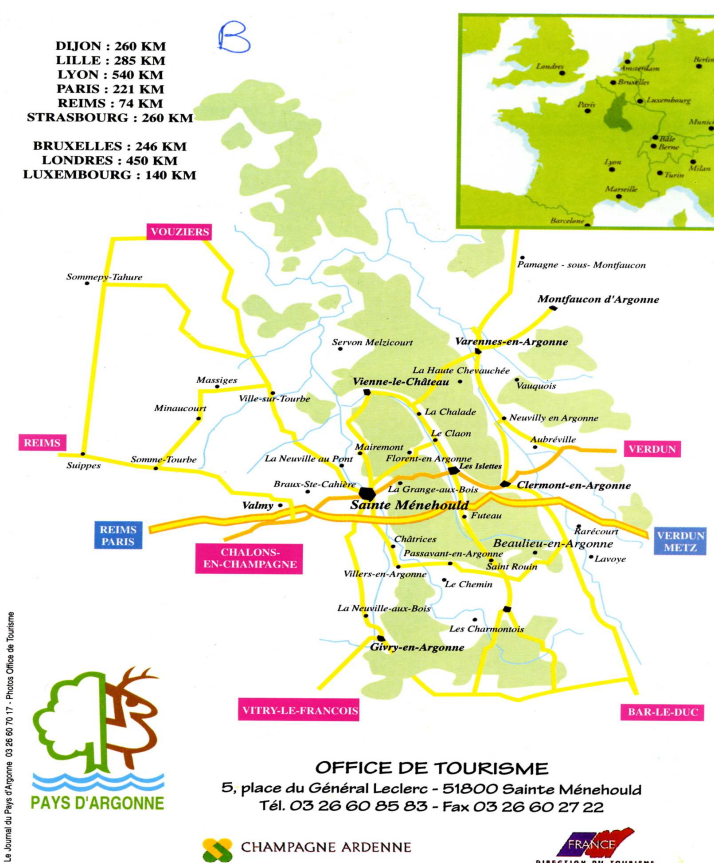 B
DIJON : 260 KM
LILLE : 285 KM
LYON : 540 KM
PARIS : 221 KM
REIMS : 74 KM
STRASBOURG : 260 KM
BRUXELLES : 246 KM
LONDRES : 450 KM
LUXEMBOURG : 140 KM
Londres
Amsterdam
Berlin
Bruxelles
Luxembourg
Paris
Munich
Bâle
Berne
Lyon
Milan
Turin
Marseille
Barcelone
VOUZIERS
Pamagne - sous- Montfaucon
Sommepy-Tahure
Montfaucon d'Argonne
Servon Melzicourt
Varennes-en-Argonne
La Haute Chevauchée
Massiges
Vienne-le-Château
Vauquois
Ville-sur-Tourbe
Minaucourt
La Chalade
Neuvilly en Argonne
Le Claon
REIMS
Mairemont
Aubréville
VERDUN
Suippes
Somme-Tourbe
La Neuville au Pont
Florent-en Argonne
Les Islettes
Braux-Ste-Cahière
La Grange-aux-Bois
Clermont-en-Argonne
Valmy
Sainte Ménehould
Futeau
REIMS
PARIS
Rarécourt
VERDUN
METZ
CHALONS-
EN-CHAMPAGNE
Châtrices
Beaulieu-en-Argonne
Passavant-en-Argonne
Lavoye
Saint Rouin
Villers-en-Argonne
Le Chemin
La Neuville-aux-Bois
Les Charmontois
Givry-en-Argonne
VITRY-LE-FRANCOIS
BAR-LE-DUC
Le Journal du Pays d'Argonne 03 26 60 70 17 - Photos Office de Tourisme
PAYS D'ARGONNE
OFFICE DE TOURISME
5, place du Général Leclerc - 51800 Sainte Ménehould
Tél. 03 26 60 85 83 - Fax 03 26 60 27 22
CHAMPAGNE ARDENNE
FRANCE
DIRECTION DU TOURISME